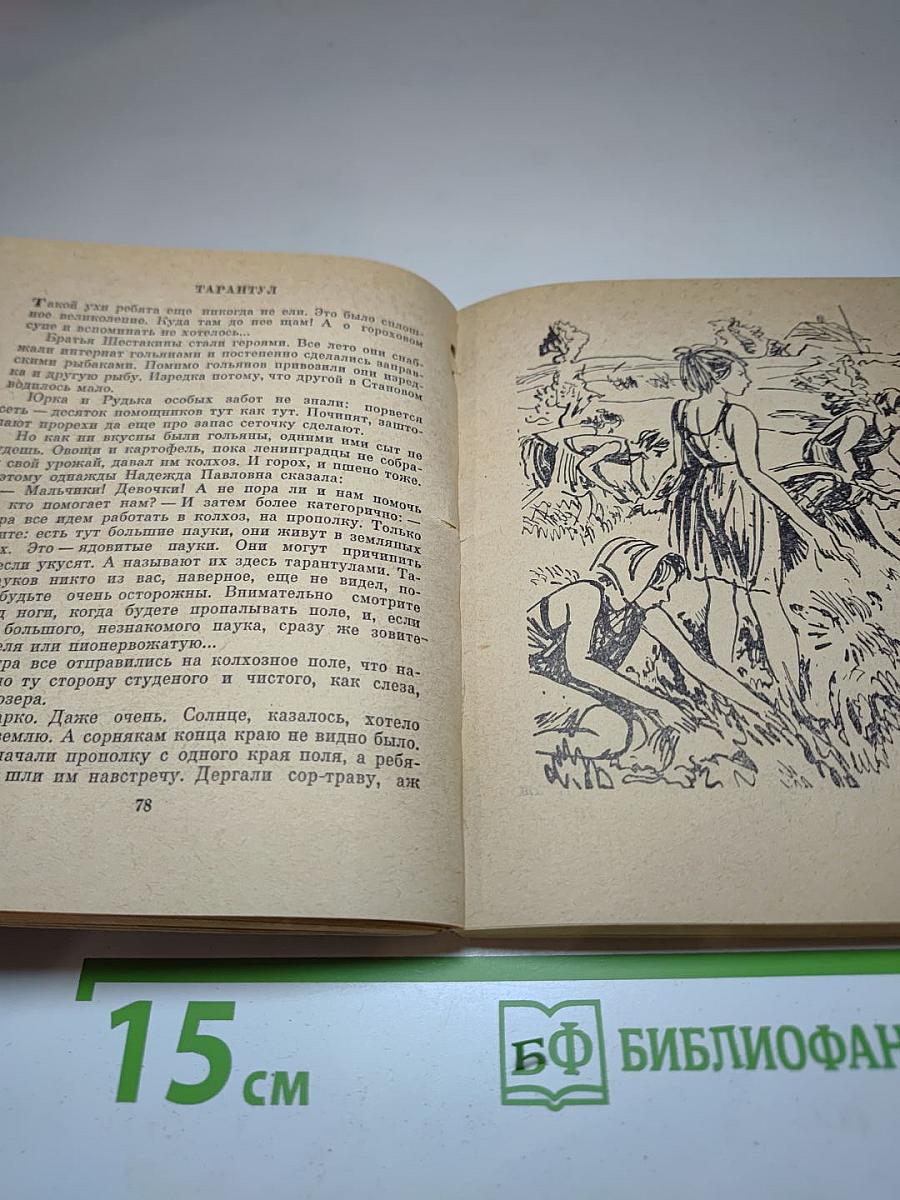 ТАРАНТУЛ
Такой ухи ребята еще никогда не ели. Это было сплош-
ное великолепие. Куда там до нее щам! А о гороховом
супе и вспоминать не хотелось...
Братья Шестакины стали героями. Все лето они снаб-
жали интернат гольянами и постепенно сделались заправ-
скими рыбаками. Помимо гольянов привозили они изред-
ка и другую рыбу. Изредка потому, что другой в Становом
водилось мало.
Юрка и Рудька особых забот не знали: порвется
сеть — десяток помощников тут как тут. Починят, зашто-
пают прорехи да еще про запас сеточку сделают.
Но как ни вкусны были гольяны, одними ими сыт не
удешь. Овощи и картофель, пока ленинградцы не собра-
свой урожай, давал им колхоз. И горох, и пшено тоже.
этому однажды Надежда Павловна сказала:
— Мальчики! Девочки! А не пора ли и нам помочь
кто помогает нам? — И затем более категорично: —
ра все идем работать в колхоз, на прополку. Только
ите: есть тут большие пауки, они живут в земляных
х. Это — ядовитые пауки. Они могут причинить
если укусят. А называют их здесь тарантулами. Та-
ауков никто из вас, наверное, еще не видел, по-
будьте очень осторожны. Внимательно смотрите
д ноги, когда будете пропалывать поле, и, если
большого, незнакомого паука, сразу же зовите
еля или пионервожатую...
тра все отправились на колхозное поле, что на-
по ту сторону студеного и чистого, как слеза,
озера.
арко. Даже очень. Солнце, казалось, хотело
землю. А сорнякам конца краю не видно было.
начали прополку с одного края поля, а ребя-
шли им навстречу. Дергали сор-траву, аж
78
15 см
БФ БИБЛИОФАН